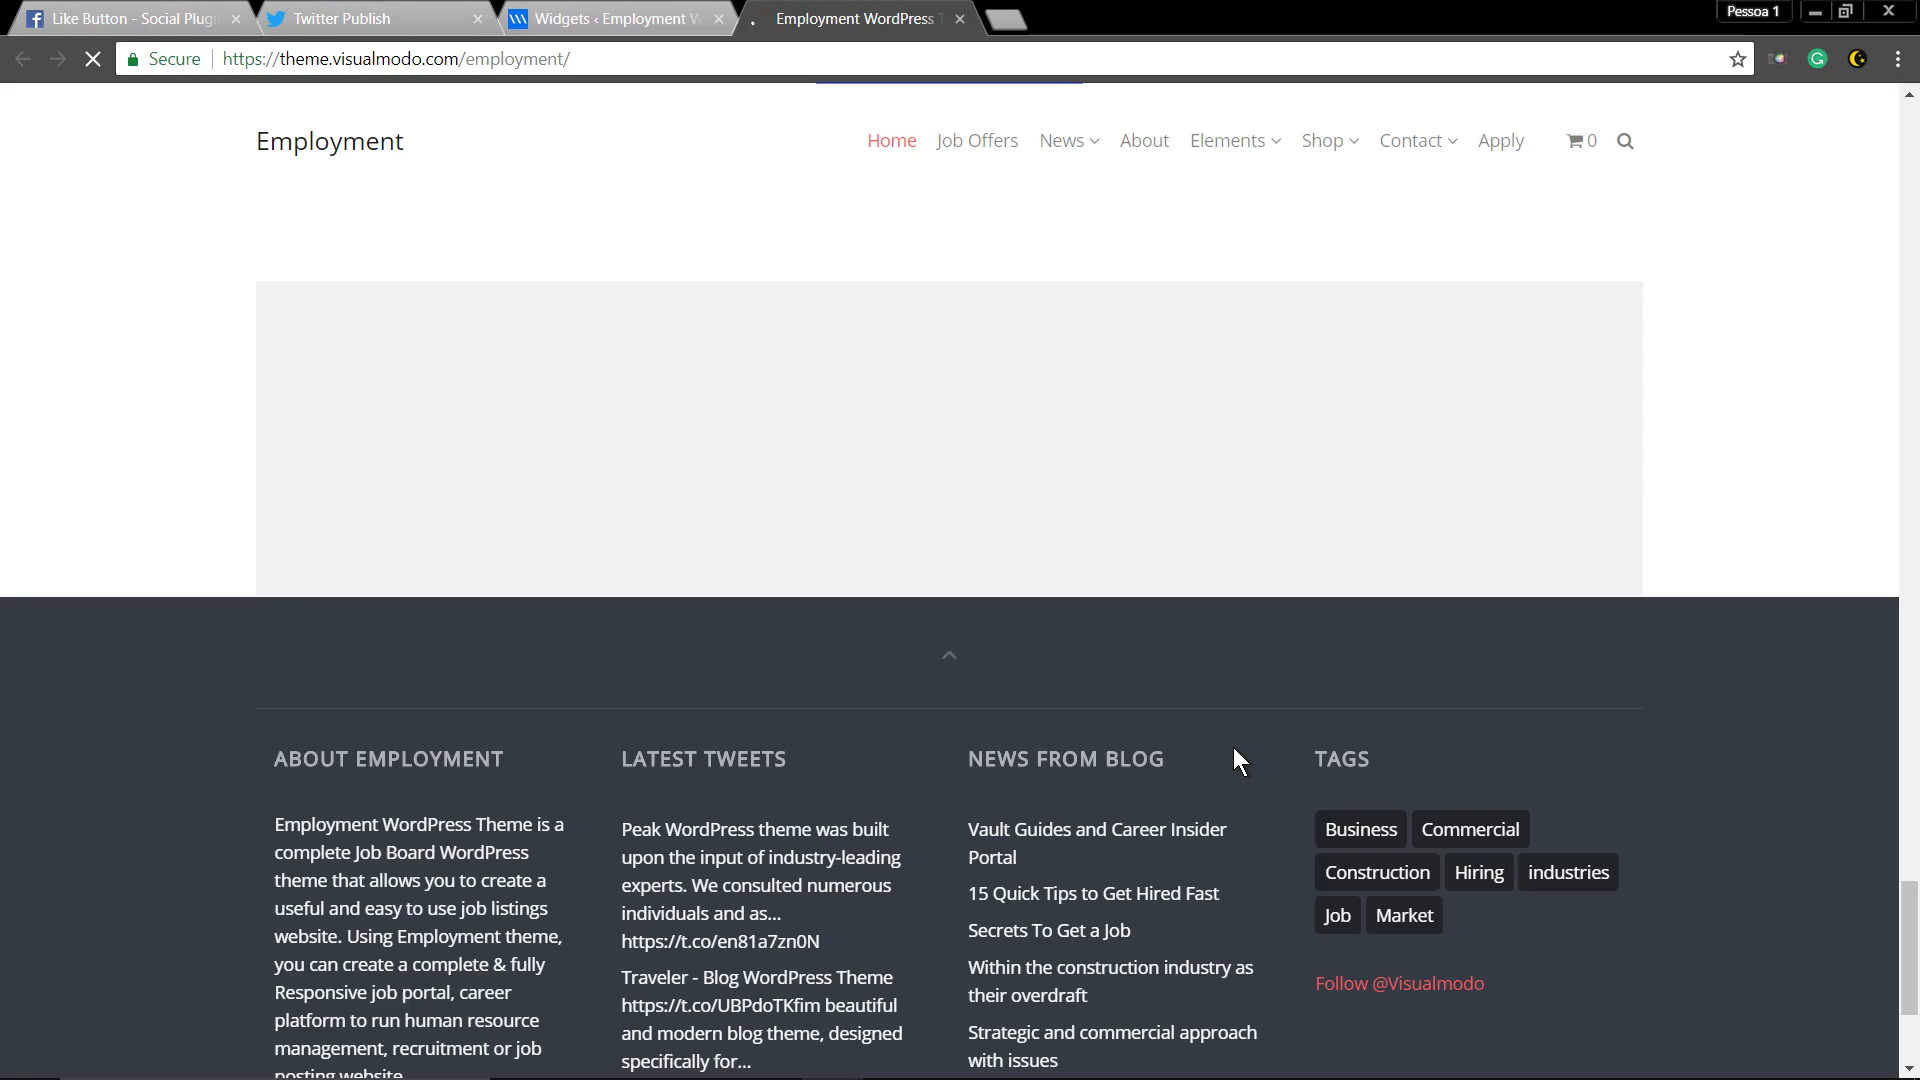 Like Button - Social Plugi
Twitter Publish
Widgets ‹ Employment W
Employment WordPress T
Pessoa 1
Secure
https://theme.visualmodo.com/employment/
Employment
Home
Job Offers
News
About
Elements
Shop
Contact
Apply
0
ABOUT EMPLOYMENT
Employment WordPress Theme is a
complete Job Board WordPress
theme that allows you to create a
useful and easy to use job listings
website. Using Employment theme,
you can create a complete & fully
Responsive job portal, career
platform to run human resource
management, recruitment or job
posting website.
LATEST TWEETS
Peak WordPress theme was built
upon the input of industry-leading
experts. We consulted numerous
individuals and as...
https://t.co/en81a7zn0N
Traveler - Blog WordPress Theme
https://t.co/UBPdoTKfim beautiful
and modern blog theme, designed
specifically for...
NEWS FROM BLOG
Vault Guides and Career Insider
Portal
15 Quick Tips to Get Hired Fast
Secrets To Get a Job
Within the construction industry as
their overdraft
Strategic and commercial approach
with issues
TAGS
Business
Commercial
Construction
Hiring
industries
Job
Market
Follow @Visualmodo